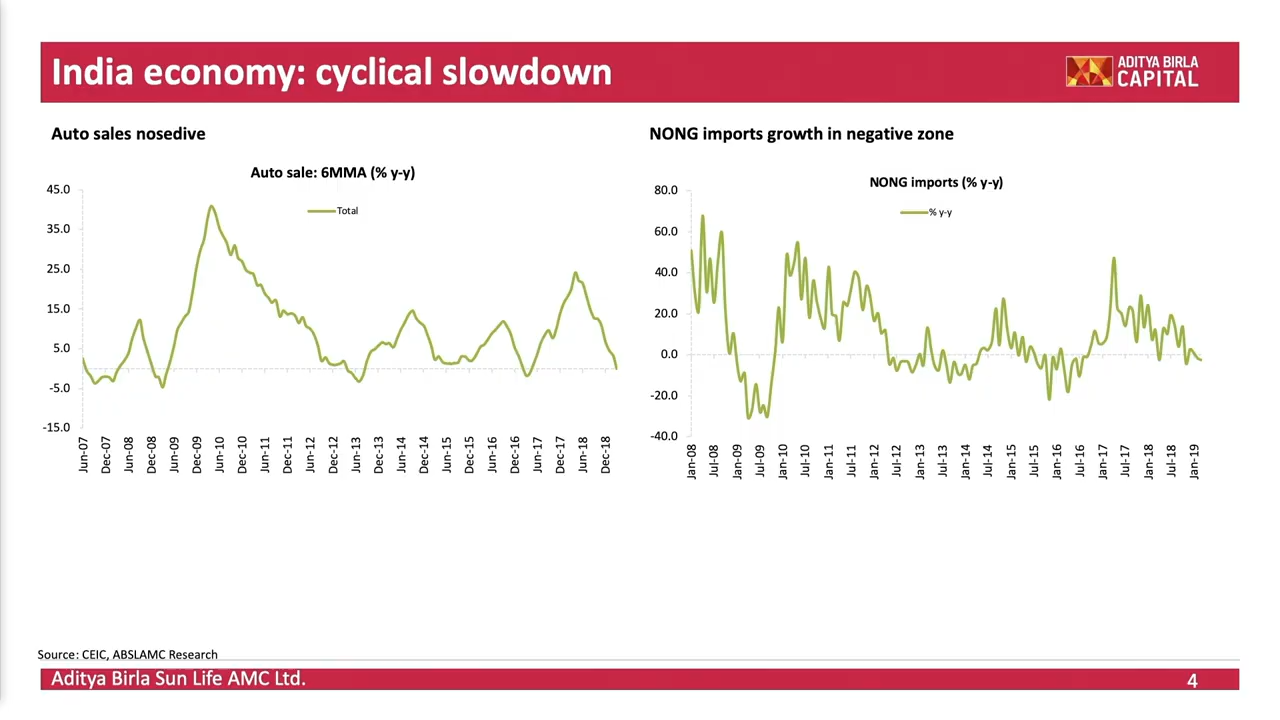 India economy: cyclical slowdown
ADITYA BIRLA
CAPITAL
Auto sales nosedive
Auto sale: 6MMA (% y-y)
Total
45.0
35.0
25.0
15.0
5.0
-5.0
-15.0
Jun-07
Dec-07
Jun-08
Dec-08
Jun-09
Dec-09
Jun-10
Dec-10
Jun-11
Dec-11
Jun-12
Dec-12
Jun-13
Dec-13
Jun-14
Dec-14
Jun-15
Dec-15
Jun-16
Dec-16
Jun-17
Dec-17
Jun-18
Dec-18
NONG imports growth in negative zone
NONG imports (% y-y)
% y-y
80.0
60.0
40.0
20.0
0.0
-20.0
-40.0
Jan-08
Jul-08
Jan-09
Jul-09
Jan-10
Jul-10
Jan-11
Jul-11
Jan-12
Jul-12
Jan-13
Jul-13
Jan-14
Jul-14
Jan-15
Jul-15
Jan-16
Jul-16
Jan-17
Jul-17
Jan-18
Jul-18
Jan-19
Source: CEIC, ABSLAMC Research
Aditya Birla Sun Life AMC Ltd.
4